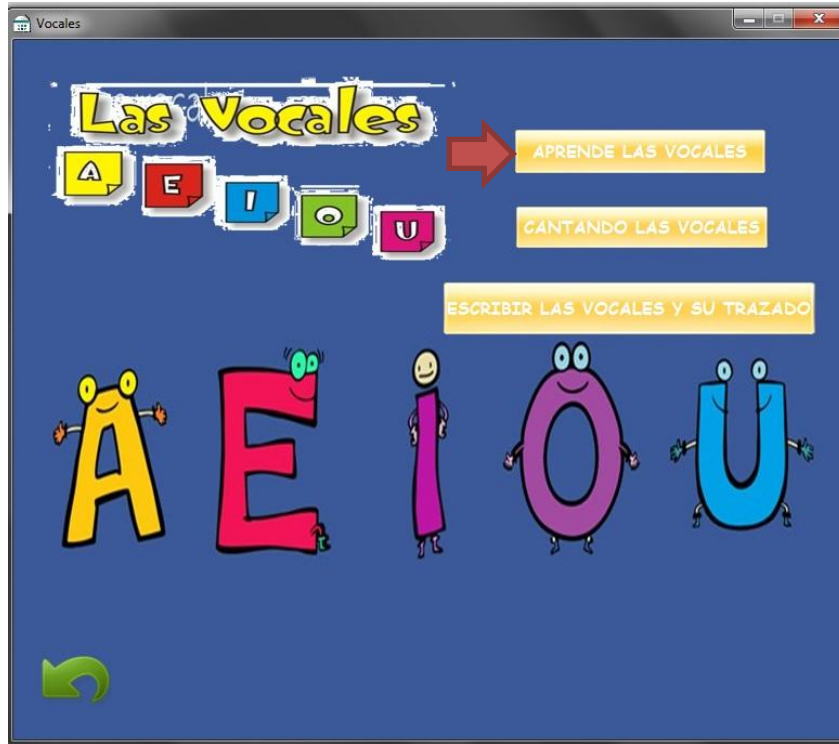 Vocales
Las Vocales
A E I O U
APRENDE LAS VOCALES
CANTANDO LAS VOCALES
ESCRIBIR LAS VOCALES Y SU TRAZADO
A E I O U